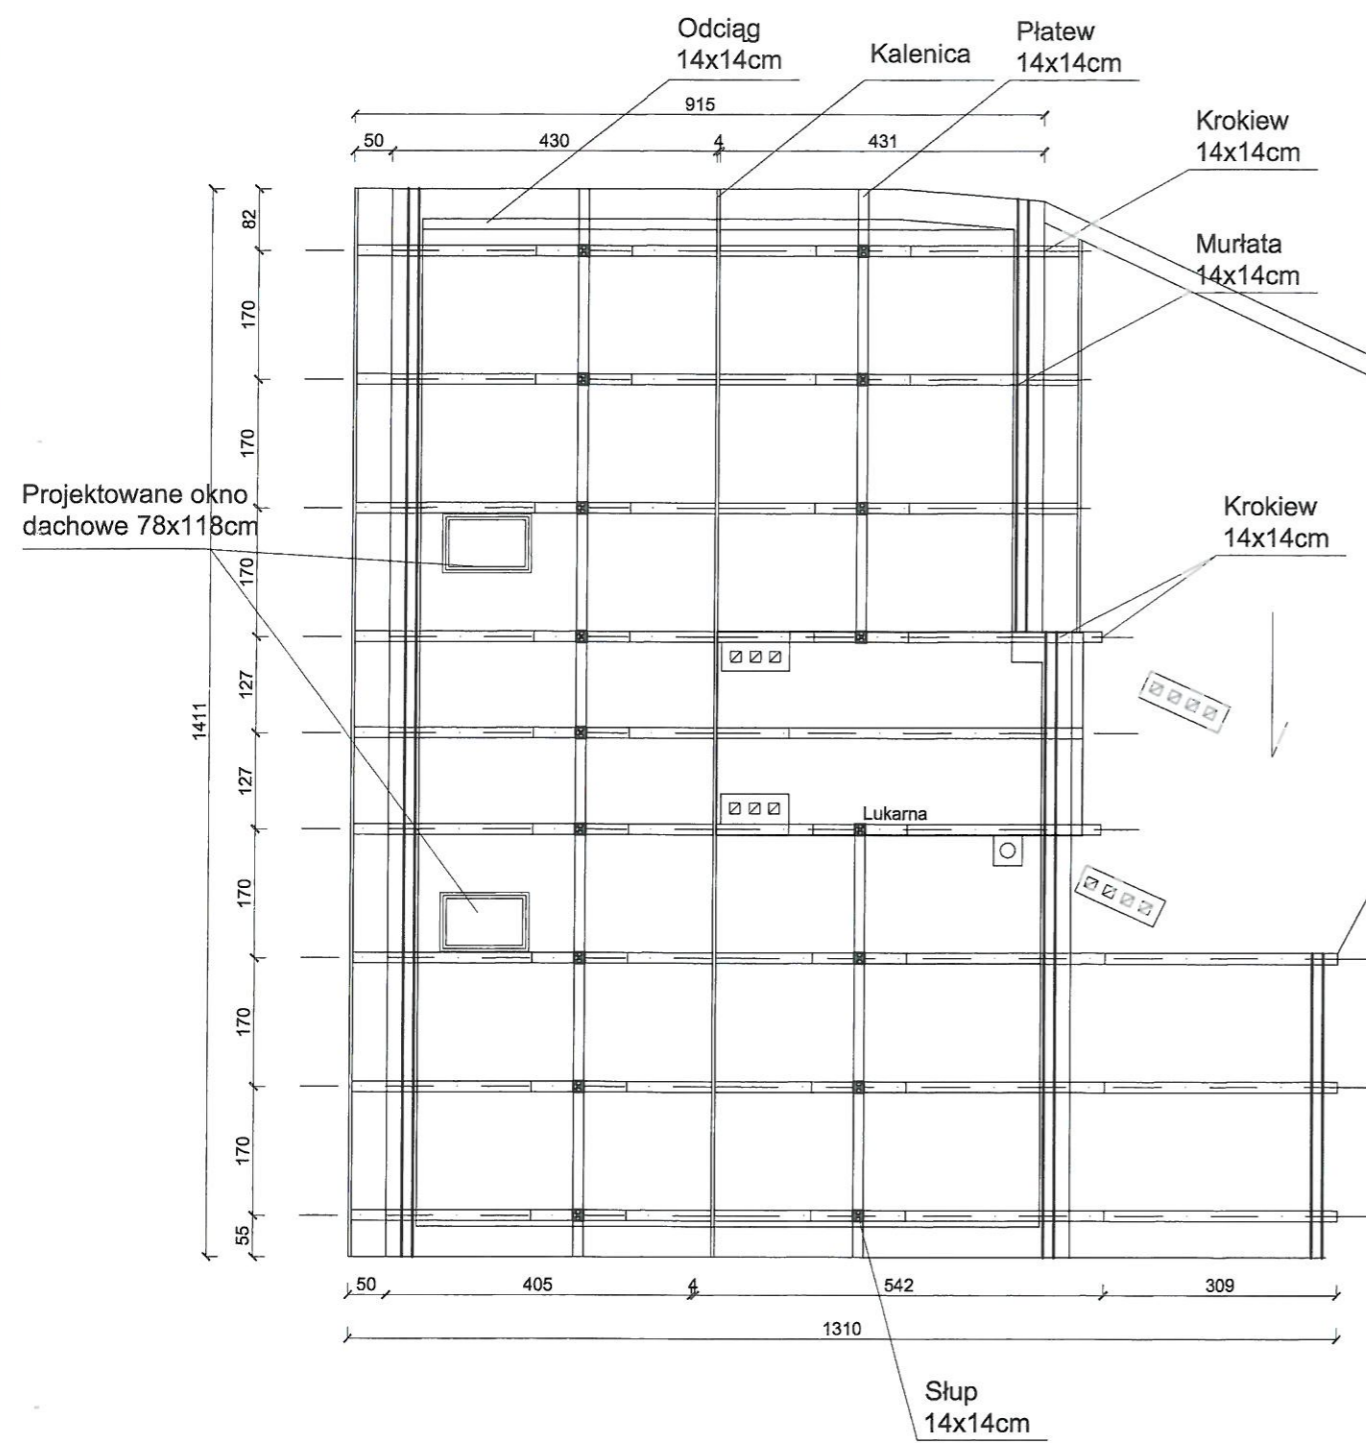 Odciąg
14x14cm
Kalenica
Płatew
14x14cm
915
50
430
4
431
Krokiew
14x14cm
82
Murłata
14x14cm
170
170
Projektowane okno
dachowe 78x118cm
Krokiew
14x14cm
170
127
1411
127
Lukarna
170
170
170
55
50
405
4
542
309
1310
Słup
14x14cm